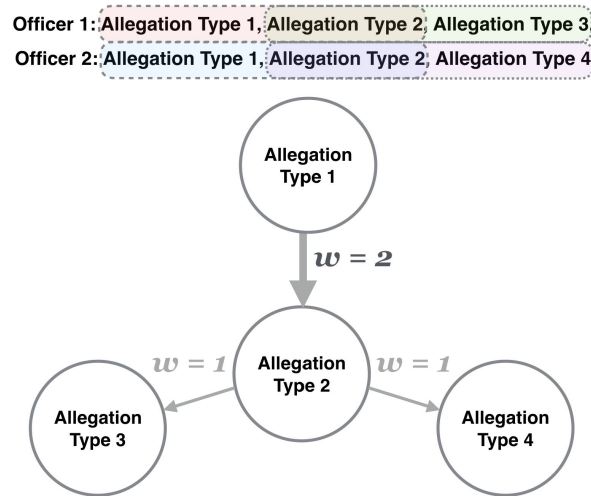 Officer 1: Allegation Type 1, Allegation Type 2, Allegation Type 3,
Officer 2: Allegation Type 1, Allegation Type 2, Allegation Type 4
Allegation
Type 1
w = 2
w = 1
Allegation
Type 2
w = 1
Allegation
Type 3
Allegation
Type 4